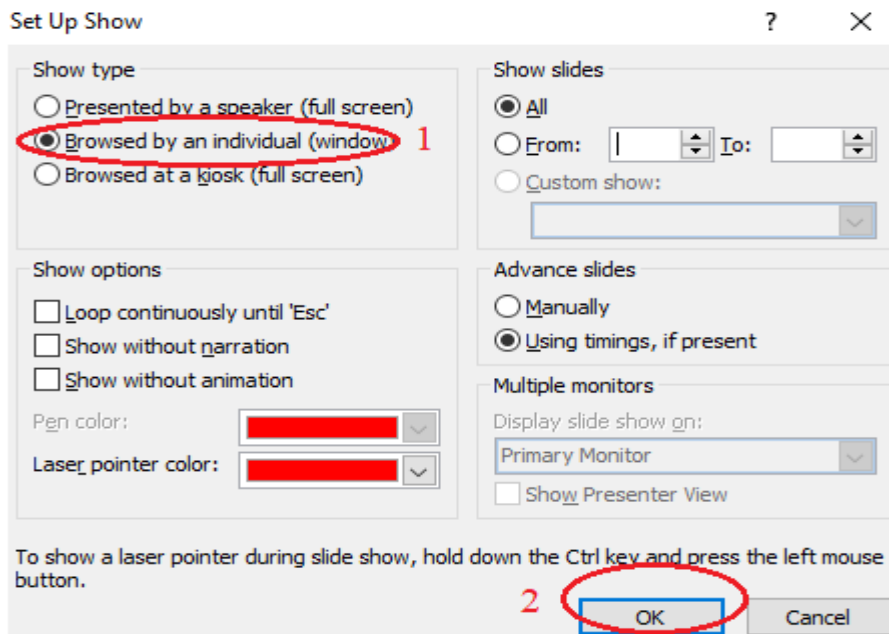 Set Up Show ?
Show type
Presented by a speaker (full screen)
Browsed by an individual (window 1
Browsed at a kiosk (full screen)
Show slides
All
From: To:
Custom show:
Show options
Loop continuously until 'Esc'
Show without narration
Show without animation
Pen color:
Laser pointer color:
Advance slides
Manually
Using timings, if present
Multiple monitors
Display slide show on:
Primary Monitor
Show Presenter View
To show a laser pointer during slide show, hold down the Ctrl key and press the left mouse
button.
2 OK Cancel